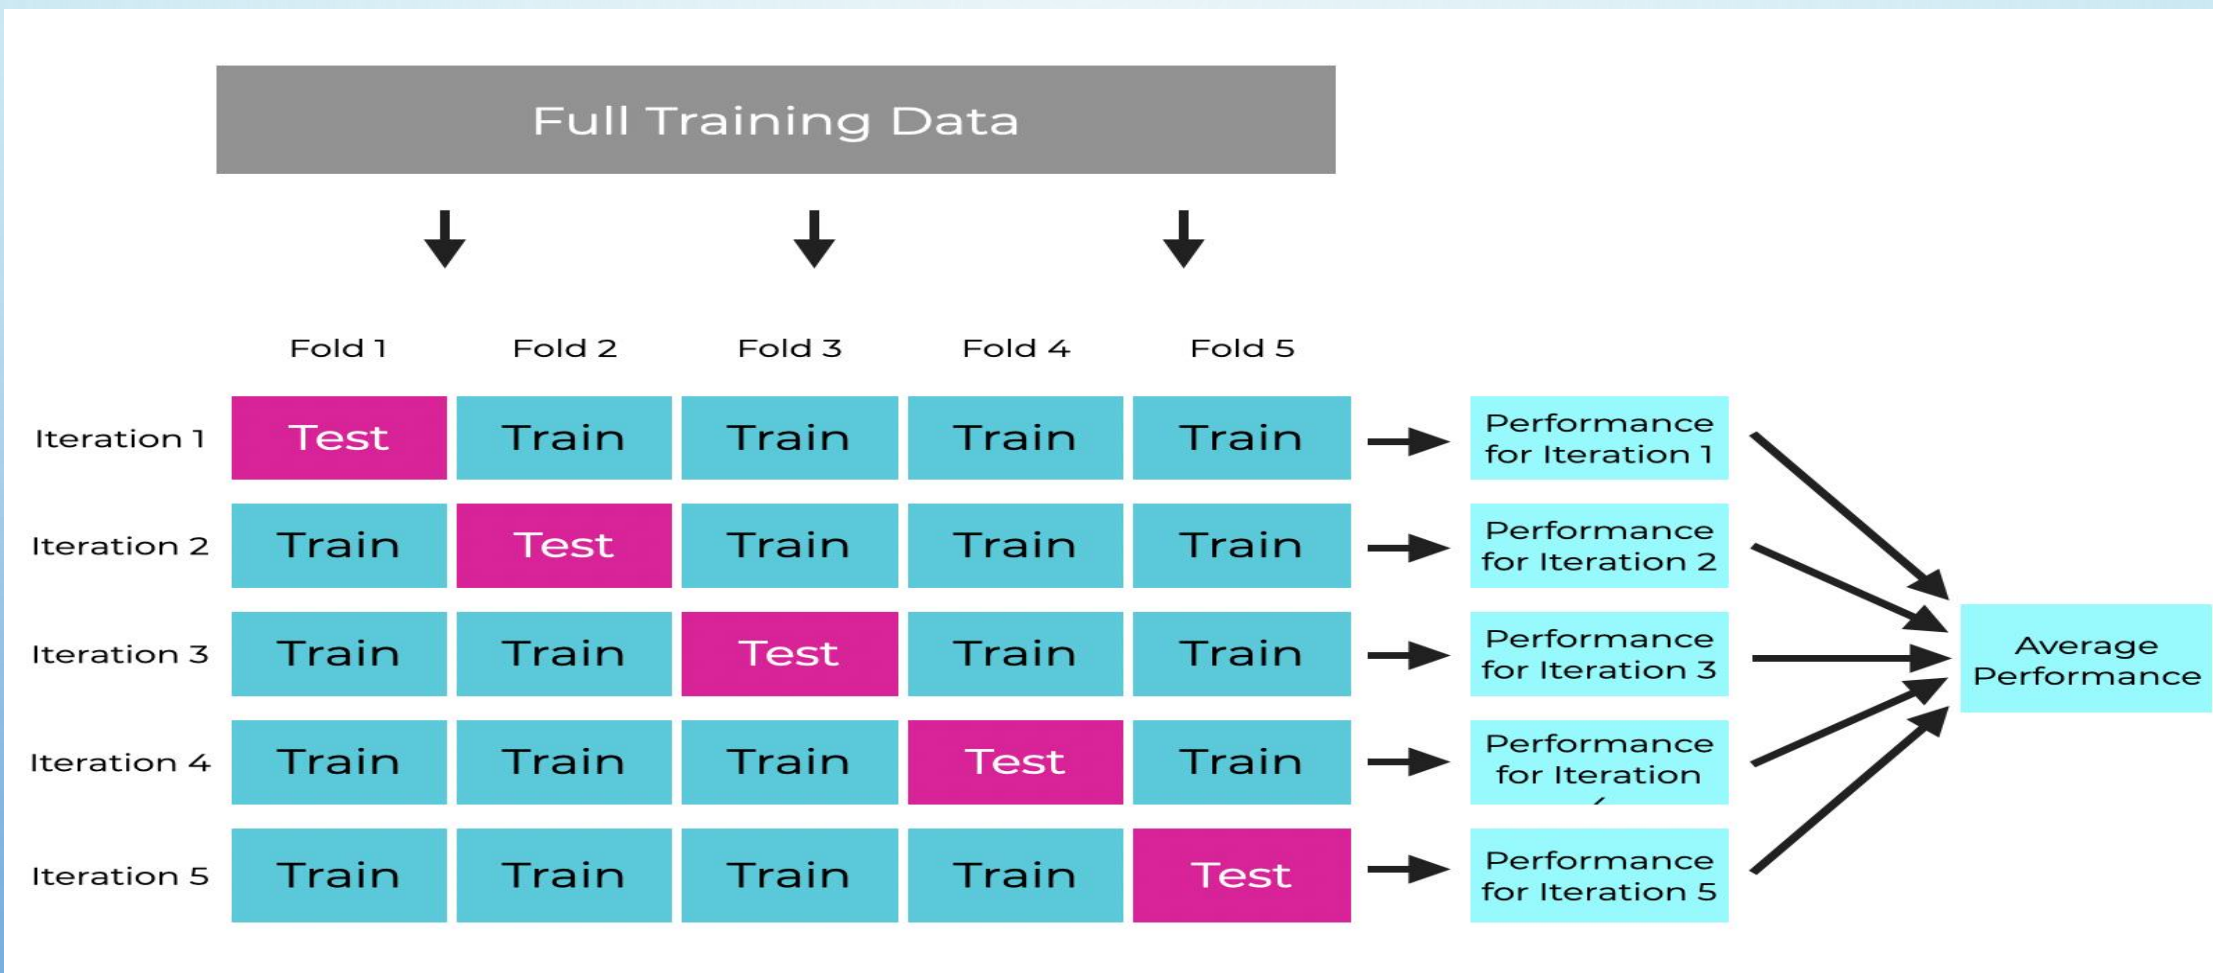 Full Training Data
Fold 1 Fold 2 Fold 3 Fold 4 Fold 5
Iteration 1 Test Train Train Train Train Performance
for Iteration 1
Iteration 2 Train Test Train Train Train Performance
for Iteration 2
Iteration 3 Train Train Test Train Train Performance
for Iteration 3
Average
Performance
Iteration 4 Train Train Train Test Train Performance
for Iteration
Iteration 5 Train Train Train Train Test Performance
for Iteration 5